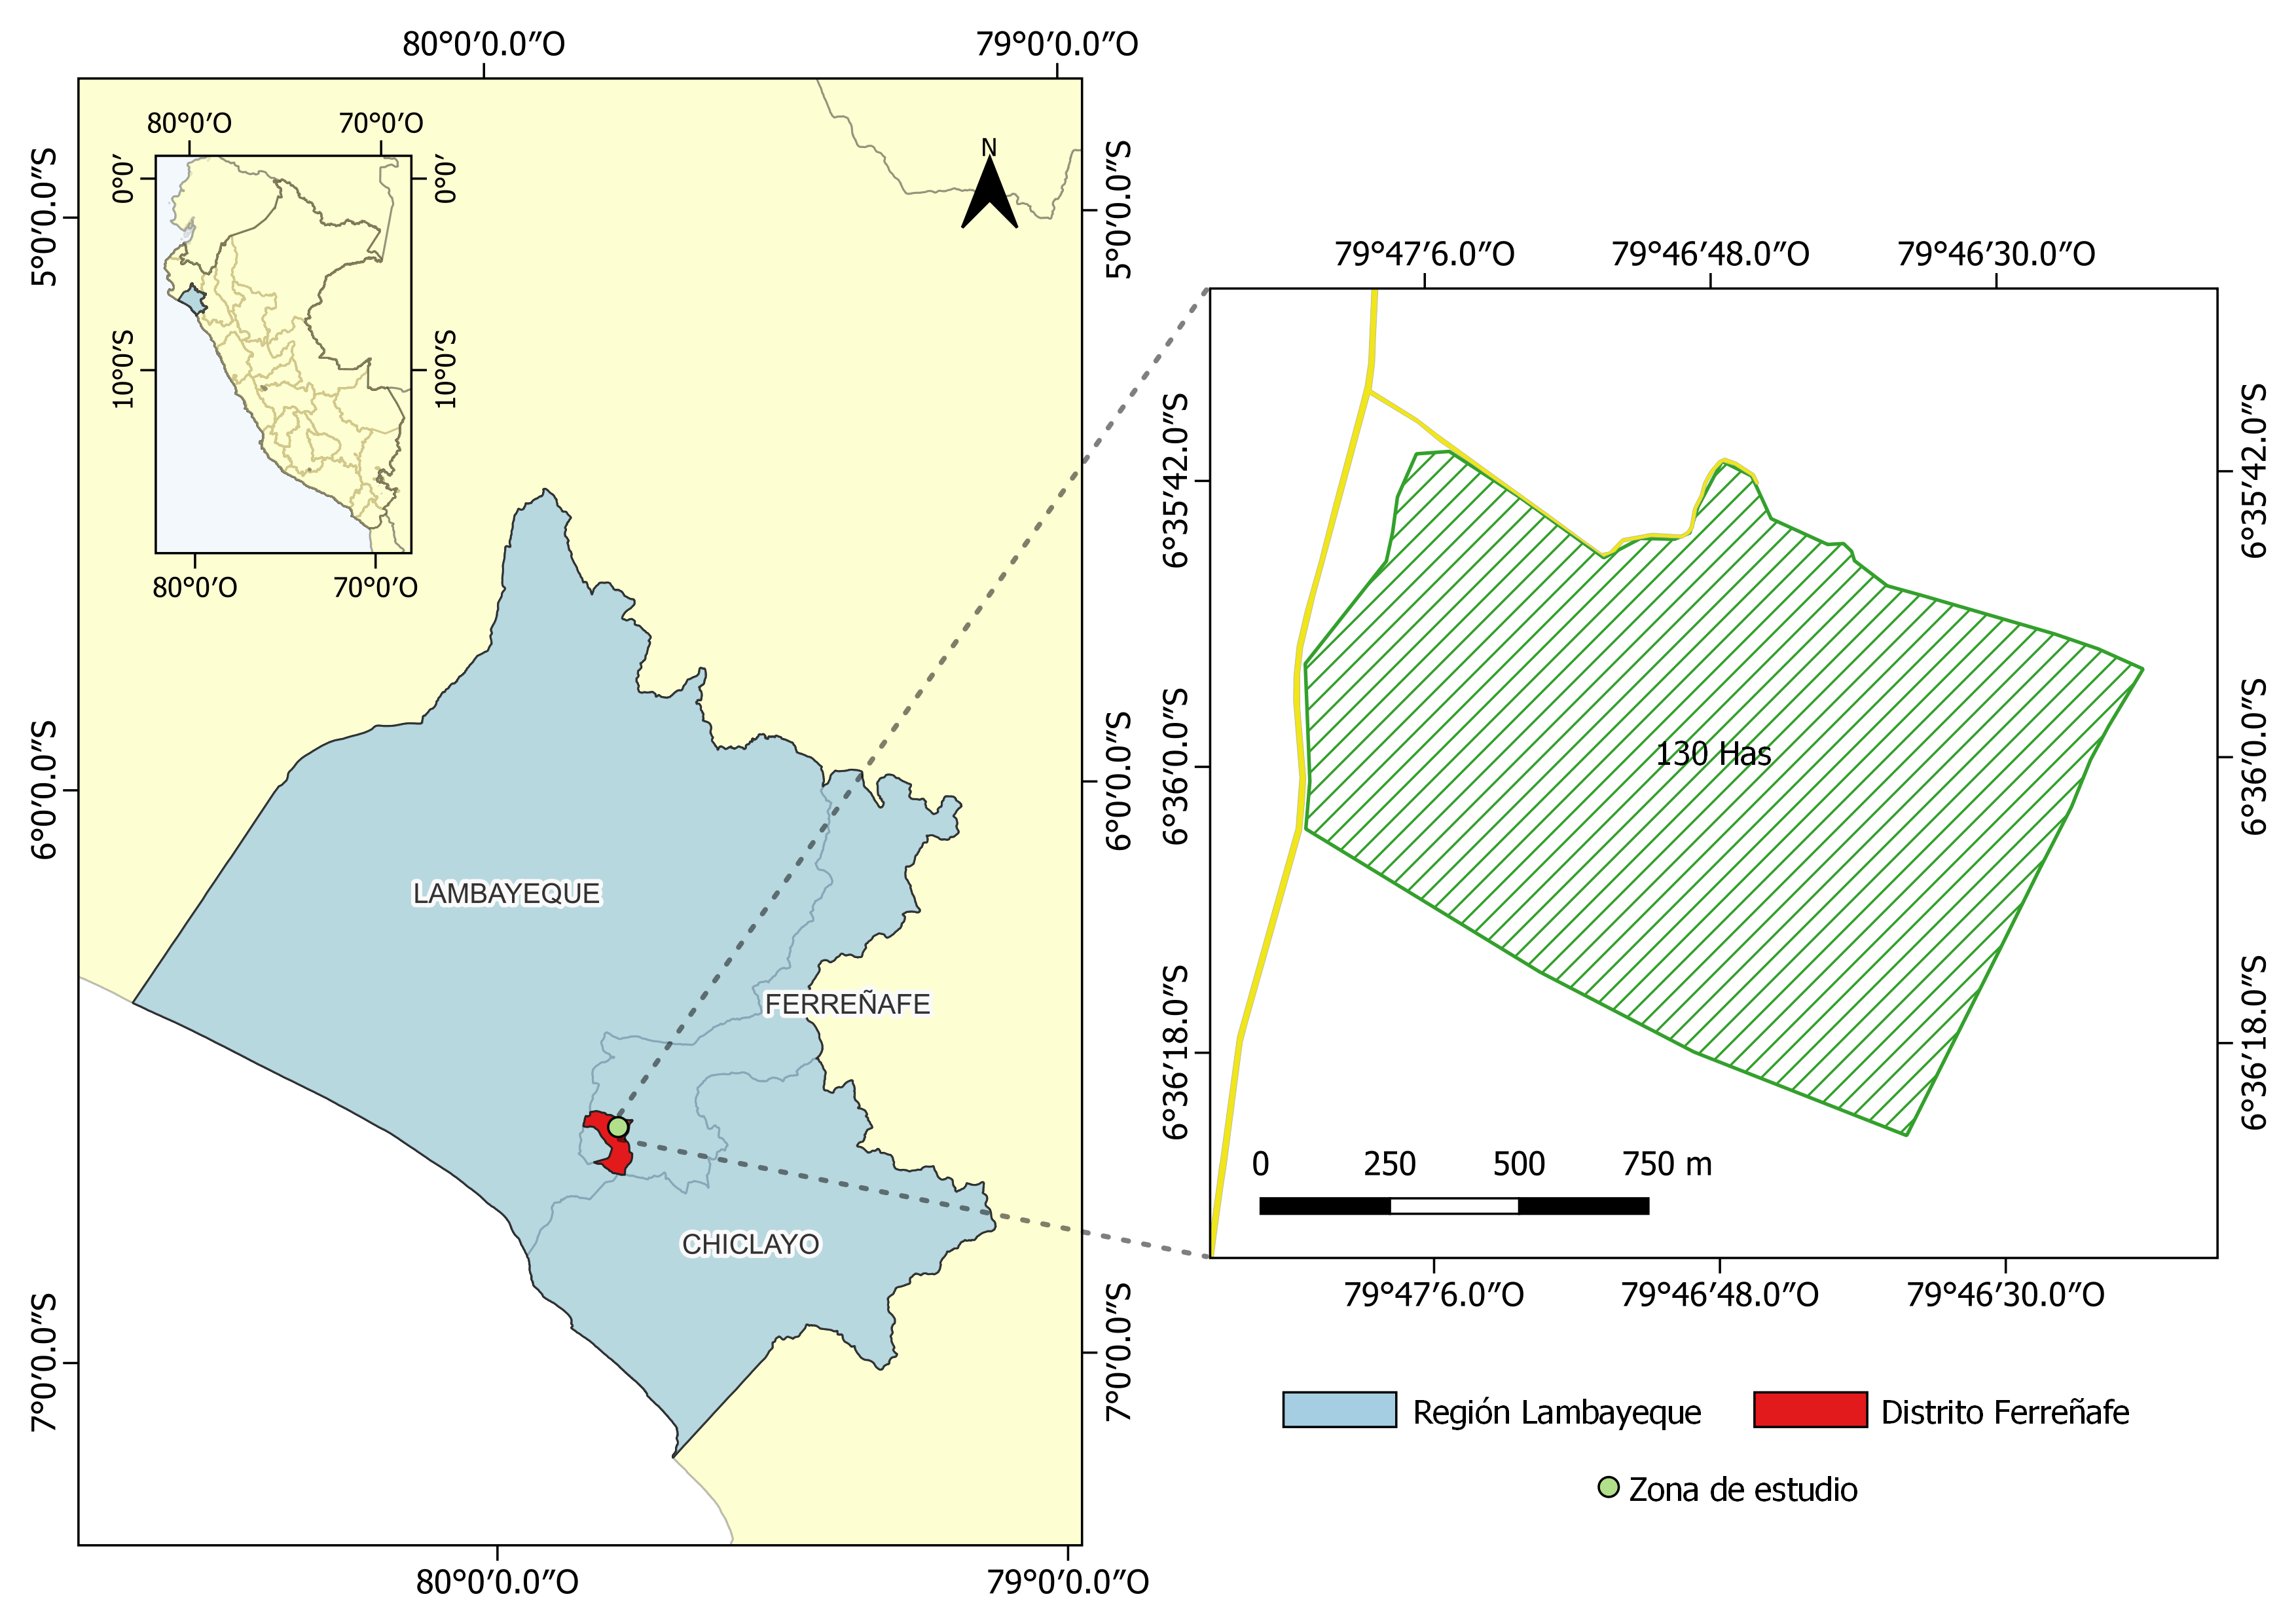 80°0′0.0″O 79°0′0.0″O
80°0′O 70°0′O
0°0′ 0°0′
10°0′S 10°0′S
80°0′O 70°0′O
N
5°0′0.0″S 5°0′0.0″S
6°0′0.0″S 6°0′0.0″S
7°0′0.0″S 7°0′0.0″S
LAMBAYEQUE
FERREÑAFE
CHICLAYO
80°0′0.0″O 79°0′0.0″O
79°47′6.0″O 79°46′48.0″O 79°46′30.0″O
6°35′42.0″S 6°35′42.0″S
6°36′0.0″S 6°36′0.0″S
6°36′18.0″S 6°36′18.0″S
130 Has
0 250 500 750 m
79°47′6.0″O 79°46′48.0″O 79°46′30.0″O
Región Lambayeque Distrito Ferreñafe
Zona de estudio